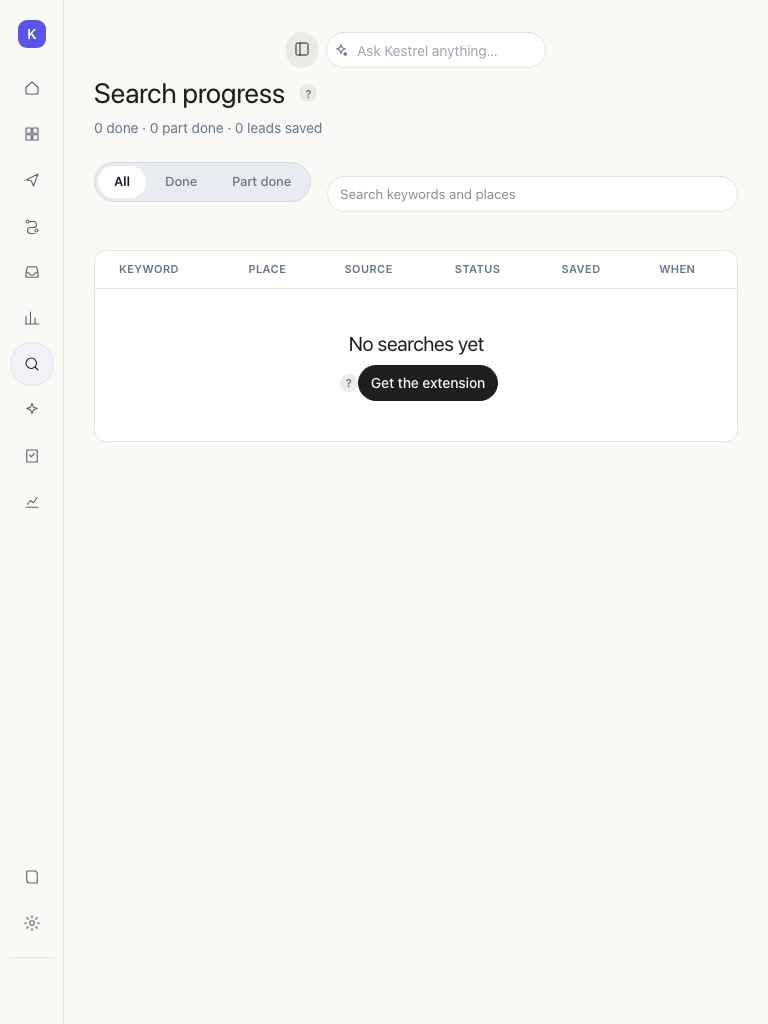 K
Ask Kestrel anything...
Search progress ?
0 done · 0 part done · 0 leads saved
All Done Part done
Search keywords and places
KEYWORD PLACE SOURCE STATUS SAVED WHEN
No searches yet
? Get the extension